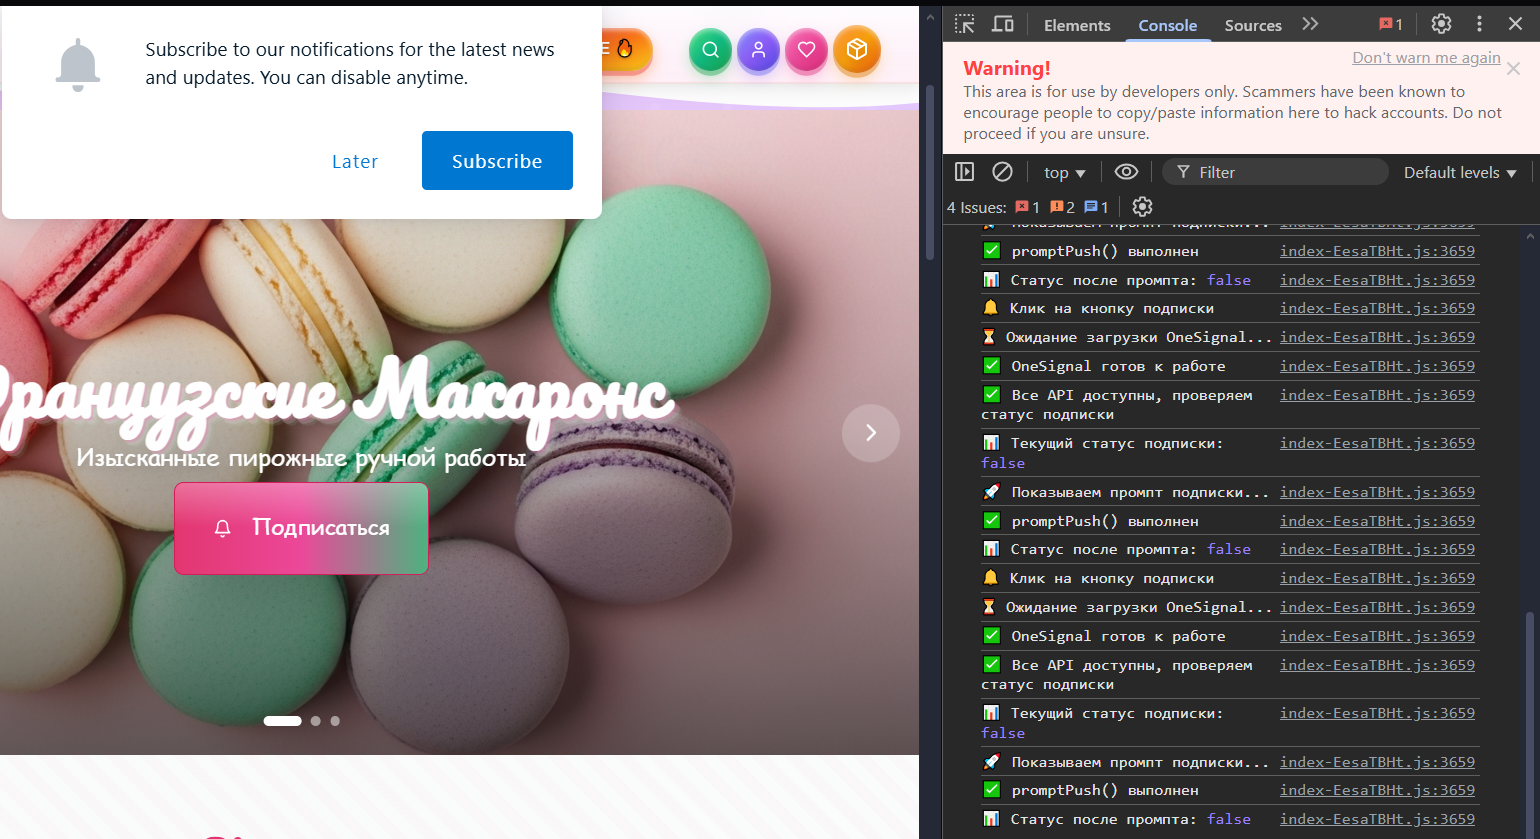 Subscribe to our notifications for the latest news
and updates. You can disable anytime.
Later
Subscribe
E 🔥
Французские Макаронс
Изысканные пирожные ручной работы
Подписаться
Elements
Console
Sources
1
Warning!
Don't warn me again
This area is for use by developers only. Scammers have been known to
encourage people to copy/paste information here to hack accounts. Do not
proceed if you are unsure.
top
Filter
Default levels
4 Issues: 1 2 1
🚀 Показываем промпт подписки... index-EesaTBHt.js:3659
✅ promptPush() выполнен index-EesaTBHt.js:3659
📊 Статус после промпта: false index-EesaTBHt.js:3659
🔔 Клик на кнопку подписки index-EesaTBHt.js:3659
⏳ Ожидание загрузки OneSignal... index-EesaTBHt.js:3659
✅ OneSignal готов к работе index-EesaTBHt.js:3659
✅ Все API доступны, проверяем index-EesaTBHt.js:3659
статус подписки
📊 Текущий статус подписки: index-EesaTBHt.js:3659
false
🚀 Показываем промпт подписки... index-EesaTBHt.js:3659
✅ promptPush() выполнен index-EesaTBHt.js:3659
📊 Статус после промпта: false index-EesaTBHt.js:3659
🔔 Клик на кнопку подписки index-EesaTBHt.js:3659
⏳ Ожидание загрузки OneSignal... index-EesaTBHt.js:3659
✅ OneSignal готов к работе index-EesaTBHt.js:3659
✅ Все API доступны, проверяем index-EesaTBHt.js:3659
статус подписки
📊 Текущий статус подписки: index-EesaTBHt.js:3659
false
🚀 Показываем промпт подписки... index-EesaTBHt.js:3659
✅ promptPush() выполнен index-EesaTBHt.js:3659
📊 Статус после промпта: false index-EesaTBHt.js:3659